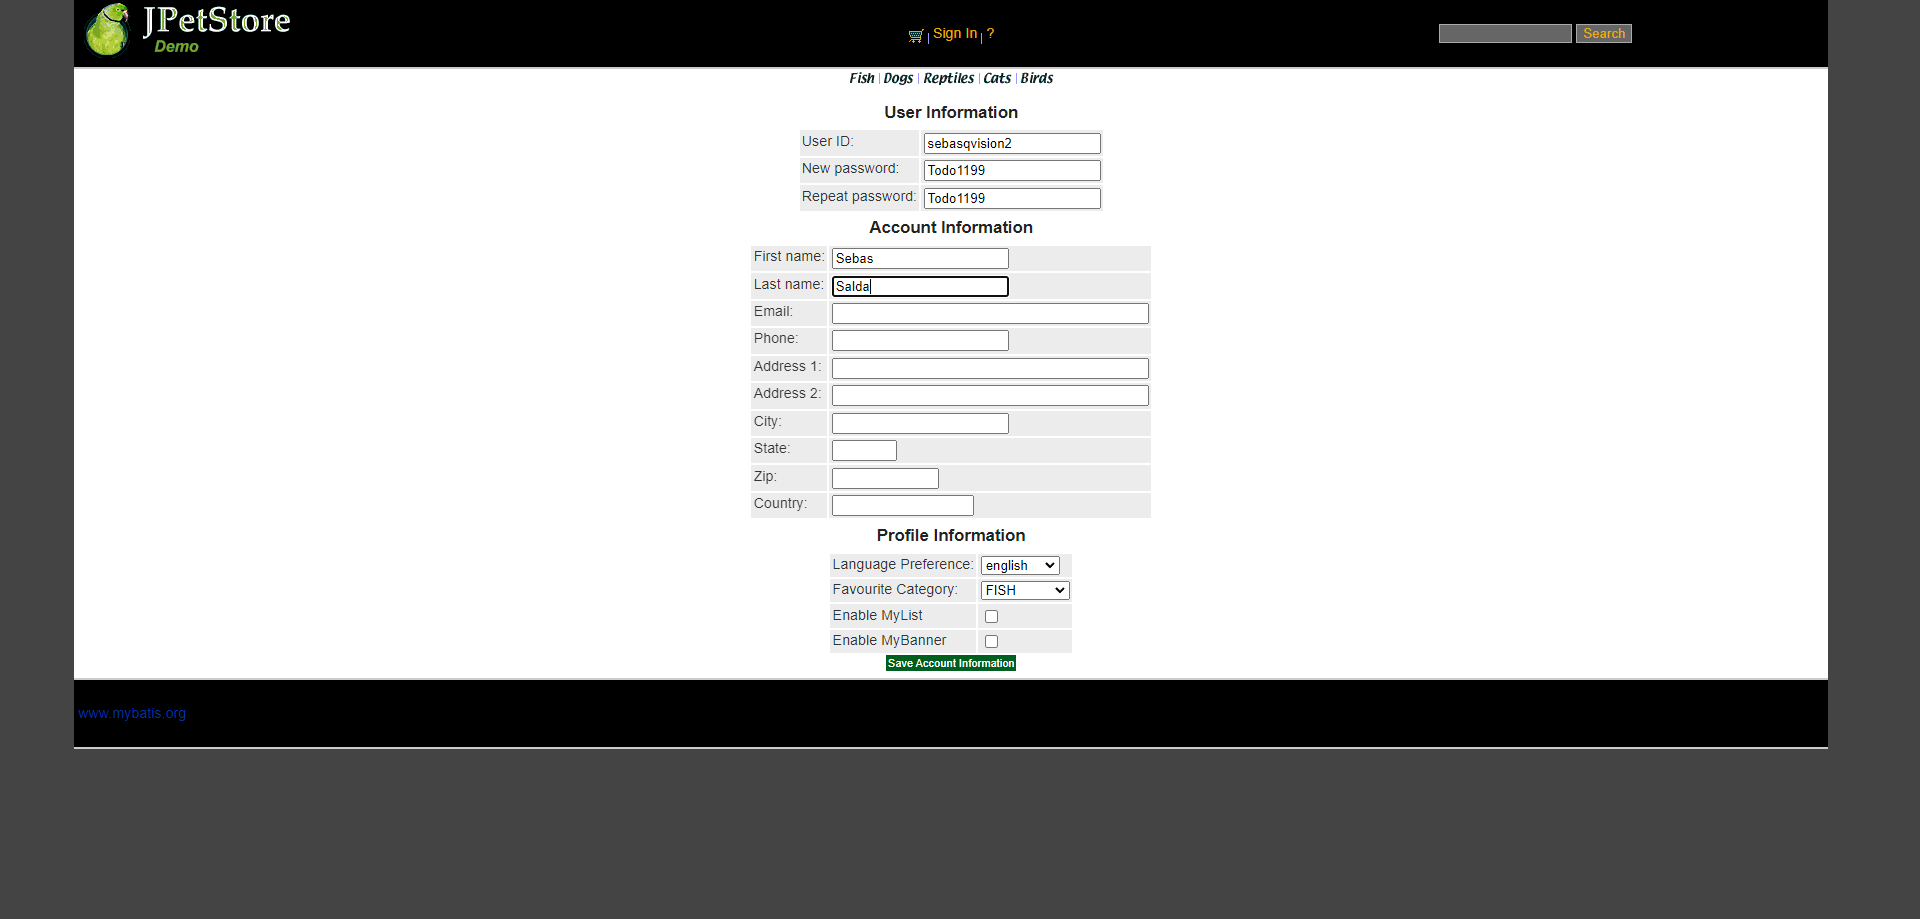 JPetStore
Demo
| Sign In | ?
Search
Fish | Dogs | Reptiles | Cats | Birds
User Information
User ID: sebasqvision2
New password: Todo1199
Repeat password: Todo1199
Account Information
First name: Sebas
Last name: Salda
Email:
Phone:
Address 1:
Address 2:
City:
State:
Zip:
Country:
Profile Information
Language Preference: english
Favourite Category: FISH
Enable MyList
Enable MyBanner
Save Account Information
www.mybatis.org